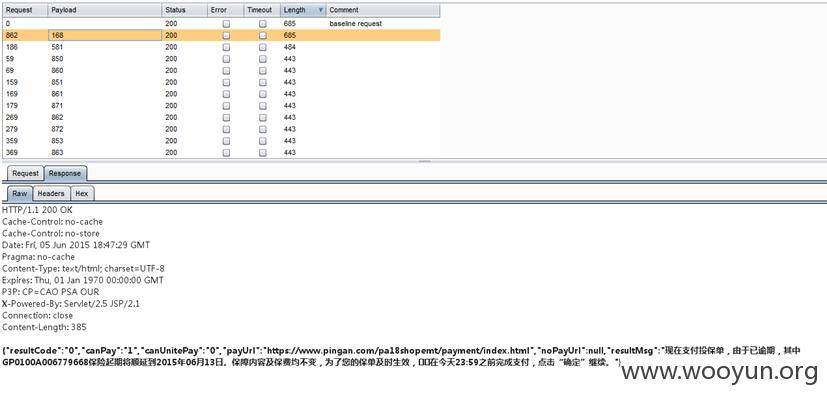 Request Payload Status Error Timeout Length Comment
0 200 685 baseline request
862 168 200 685
186 581 200 484
59 850 200 443
69 860 200 443
159 851 200 443
169 861 200 443
179 871 200 443
269 862 200 443
279 872 200 443
359 853 200 443
369 863 200 443
Request Response
Raw Headers Hex
HTTP/1.1 200 OK
Cache-Control: no-cache
Cache-Control: no-store
Date: Fri, 05 Jun 2015 18:47:29 GMT
Pragma: no-cache
Content-Type: text/html; charset=UTF-8
Expires: Thu, 01 Jan 1970 00:00:00 GMT
P3P: CP=CAO PSA OUR
X-Powered-By: Servlet/2.5 JSP/2.1
Connection: close
Content-Length: 385
{"resultCode":"0","canPay":"1","canUnitePay":"0","payUrl":"https://www.pingan.com/pa18shopemt/payment/index.html","noPayUrl":null,"resultMsg":"现在支付投保单，由于已逾期，其中
GP0100A006779668保险起期将顺延到2015年06月13日。保障内容及保费均不变，为了您的保单及时生效，□□在今天23:59之前完成支付，点击“确定”继续。"}
www.wooyun.org